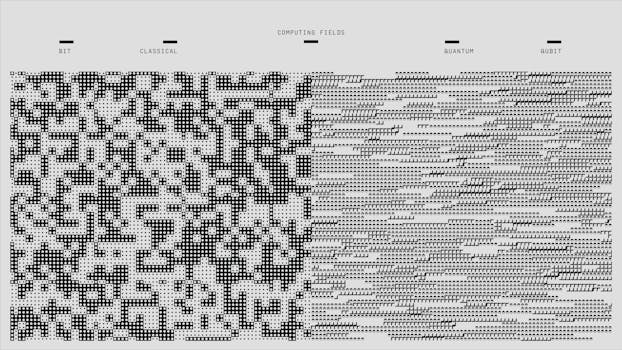 COMPUTING FIELDS
BIT
CLASSICAL
QUANTUM
QUBIT